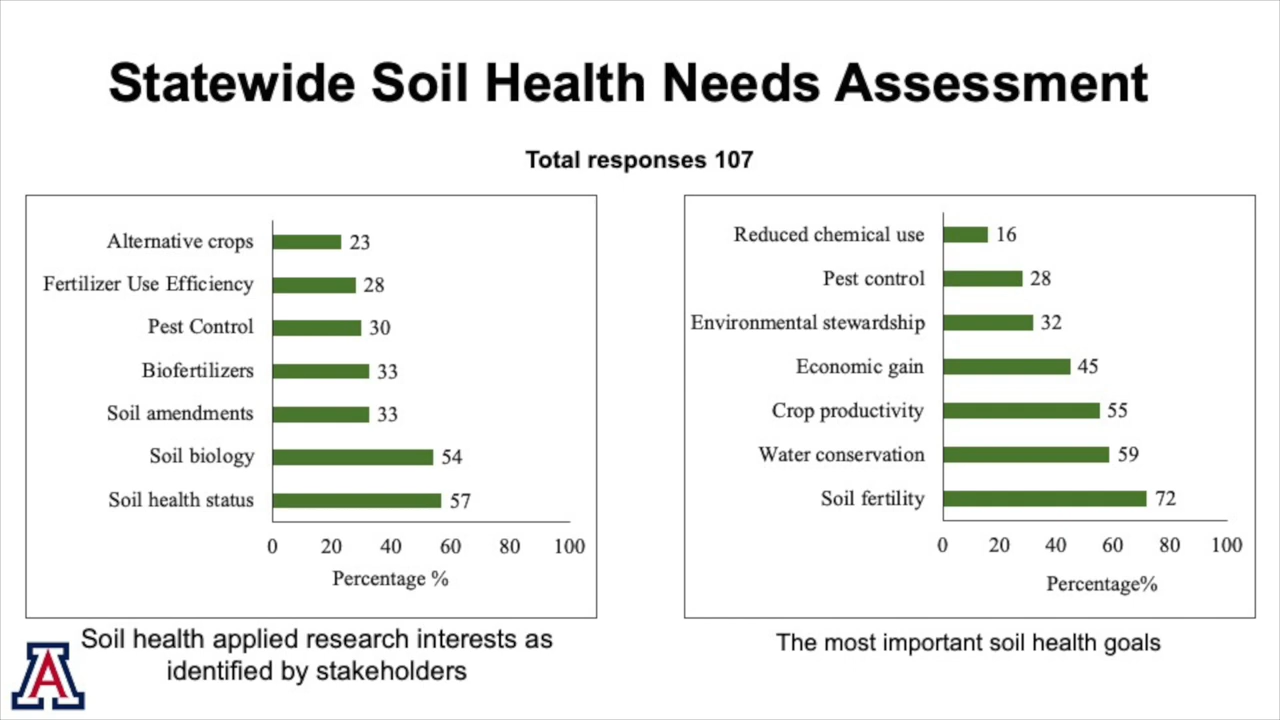 Statewide Soil Health Needs Assessment
Total responses 107
Alternative crops 23
Fertilizer Use Efficiency 28
Pest Control 30
Biofertilizers 33
Soil amendments 33
Soil biology 54
Soil health status 57
0 20 40 60 80 100
Percentage %
Soil health applied research interests as
identified by stakeholders
Reduced chemical use 16
Pest control 28
Environmental stewardship 32
Economic gain 45
Crop productivity 55
Water conservation 59
Soil fertility 72
0 20 40 60 80 100
Percentage%
The most important soil health goals
A